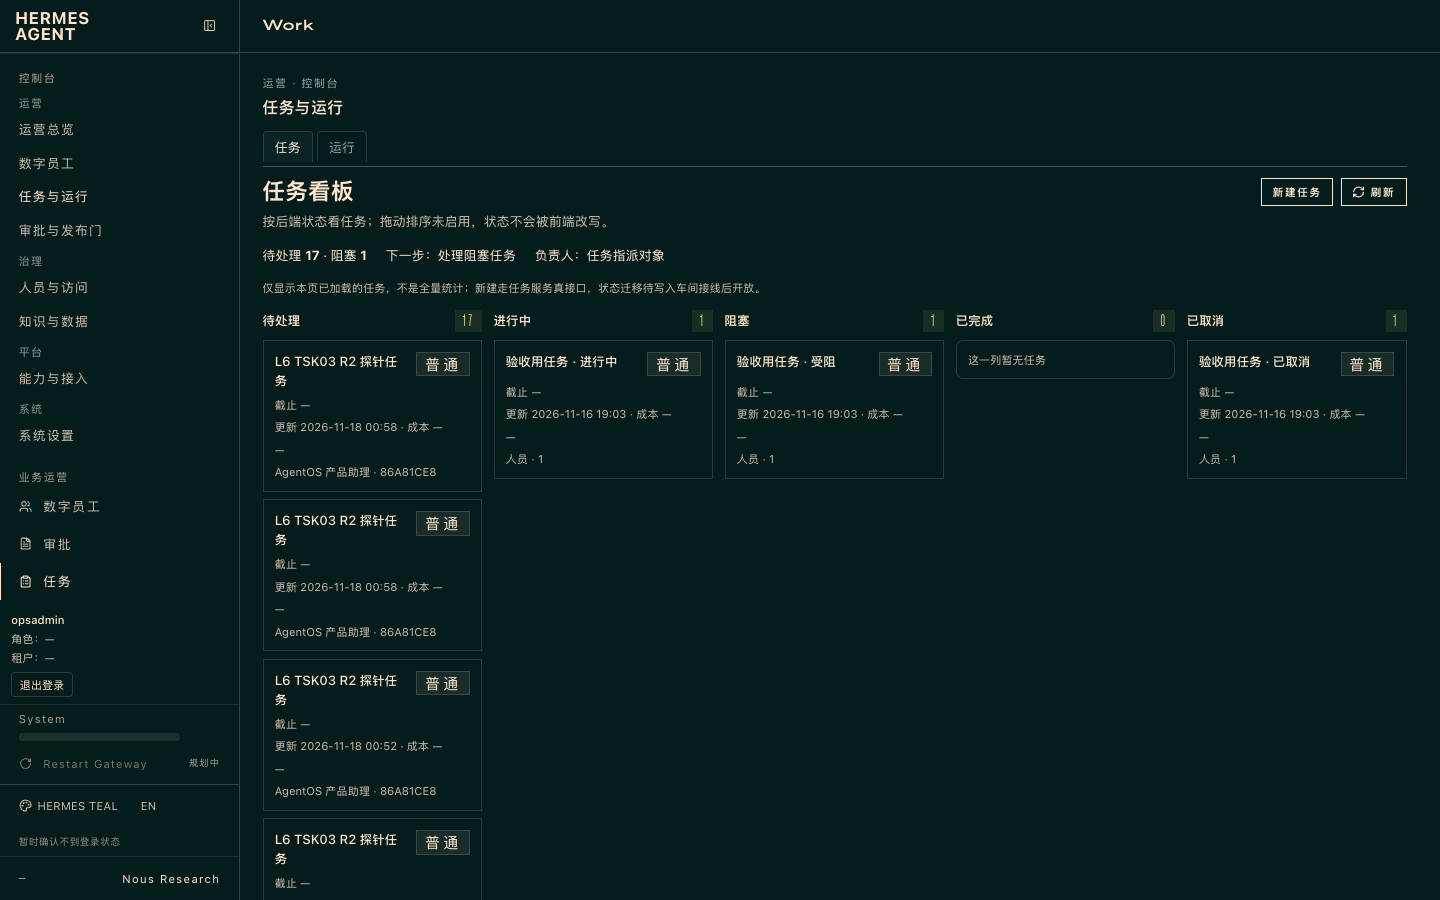 HERMES
AGENT
控制台
运营
运营总览
数字员工
任务与运行
审批与发布门
治理
人员与访问
知识与数据
平台
能力与接入
系统
系统设置
业务运营
数字员工
审批
任务
opsadmin
角色：—
租户：—
退出登录
System
Restart Gateway 规划中
HERMES TEAL EN
暂时确认不到登录状态
— Nous Research
Work
运营 · 控制台
任务与运行
任务 运行
任务看板
新建任务 刷新
按后端状态看任务；拖动排序未启用，状态不会被前端改写。
待处理 17 · 阻塞 1 下一步：处理阻塞任务 负责人：任务指派对象
仅显示本页已加载的任务，不是全量统计；新建走任务服务真接口，状态迁移待写入车间接线后开放。
待处理 17
L6 TSK03 R2 探针任
务
普通
截止 —
更新 2026-11-18 00:58 · 成本 —
—
AgentOS 产品助理 · 86A81CE8
L6 TSK03 R2 探针任
务
普通
截止 —
更新 2026-11-18 00:58 · 成本 —
—
AgentOS 产品助理 · 86A81CE8
L6 TSK03 R2 探针任
务
普通
截止 —
更新 2026-11-18 00:52 · 成本 —
—
AgentOS 产品助理 · 86A81CE8
L6 TSK03 R2 探针任
务
普通
截止 —
进行中 1
验收用任务 · 进行中 普通
截止 —
更新 2026-11-16 19:03 · 成本 —
—
人员 · 1
阻塞 1
验收用任务 · 受阻 普通
截止 —
更新 2026-11-16 19:03 · 成本 —
—
人员 · 1
已完成 0
这一列暂无任务
已取消 1
验收用任务 · 已取消 普通
截止 —
更新 2026-11-16 19:03 · 成本 —
—
人员 · 1